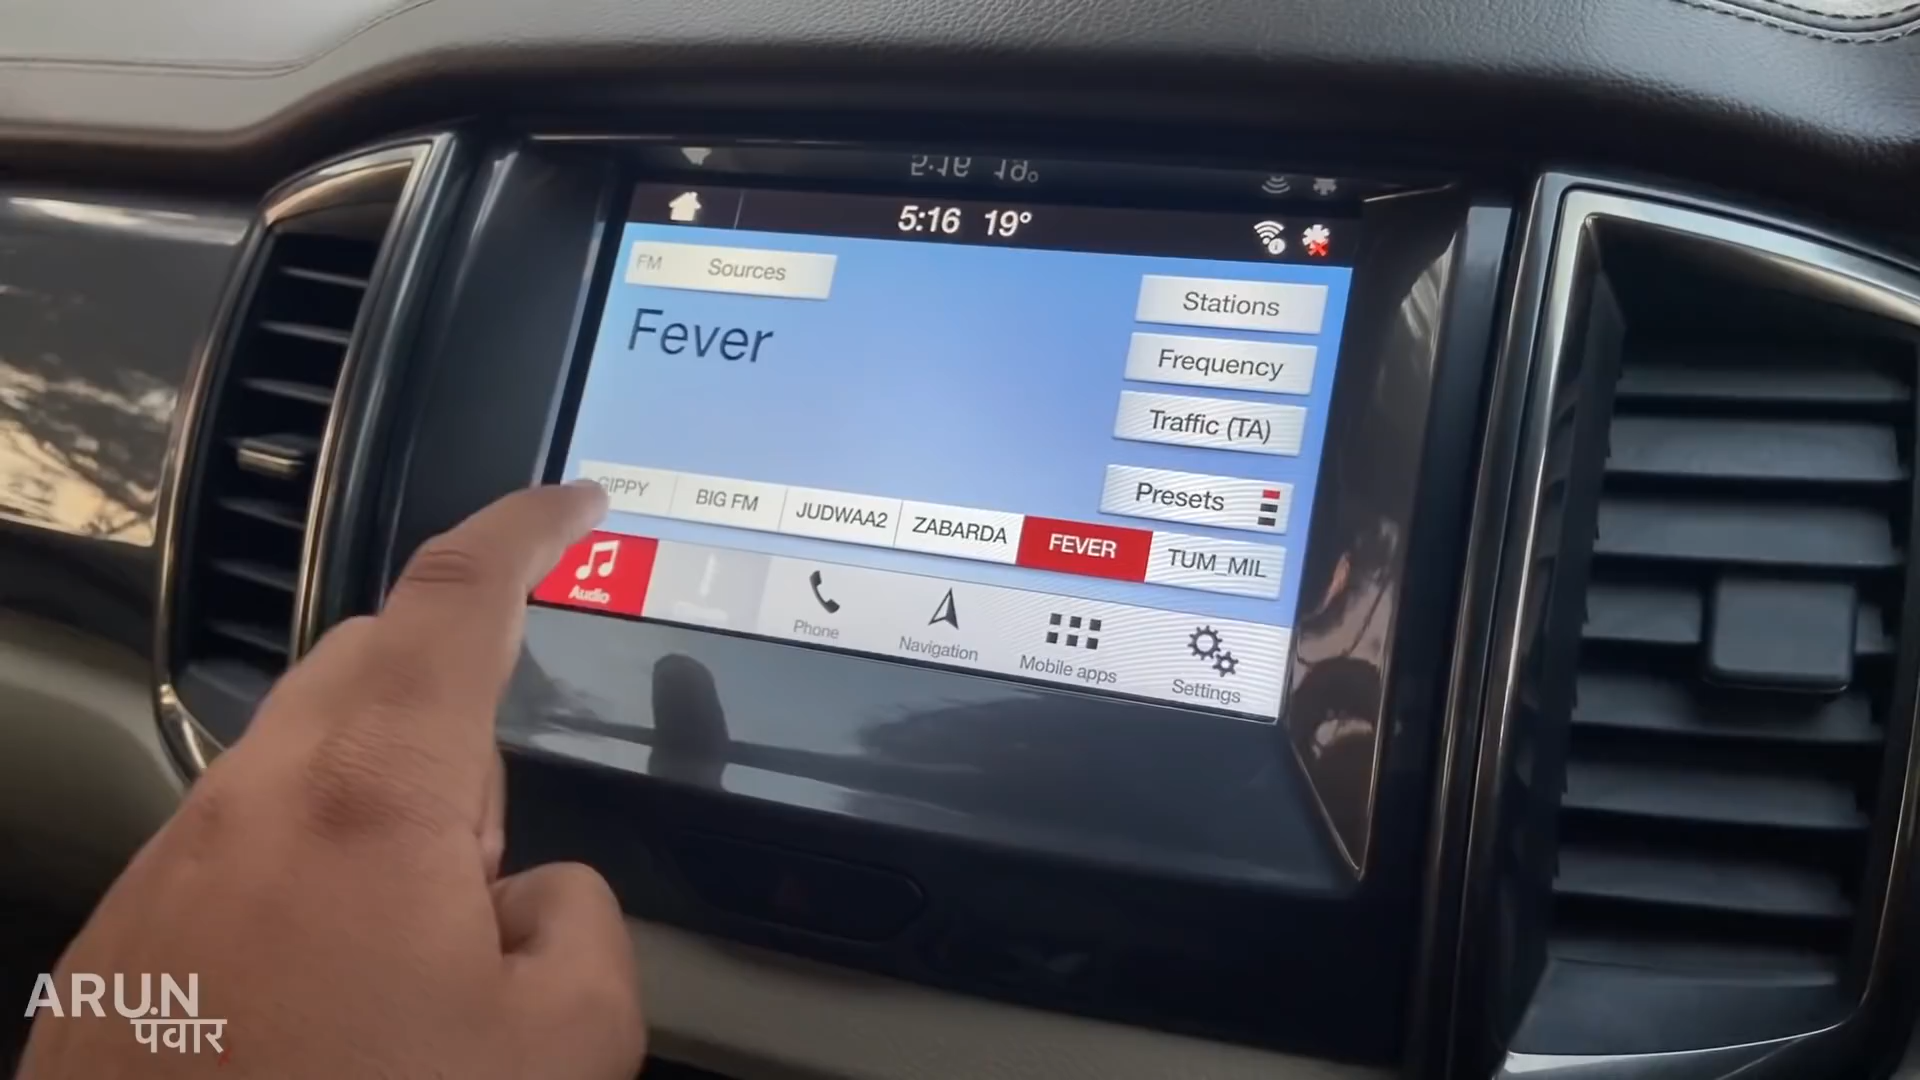 5:16 19°
FM Sources
Fever
Stations
Frequency
Traffic (TA)
Presets
GIPPY BIG FM JUDWAA2 ZABARDA FEVER TUM_MIL
Audio Phone Navigation Mobile apps Settings
ARUN
पंवार